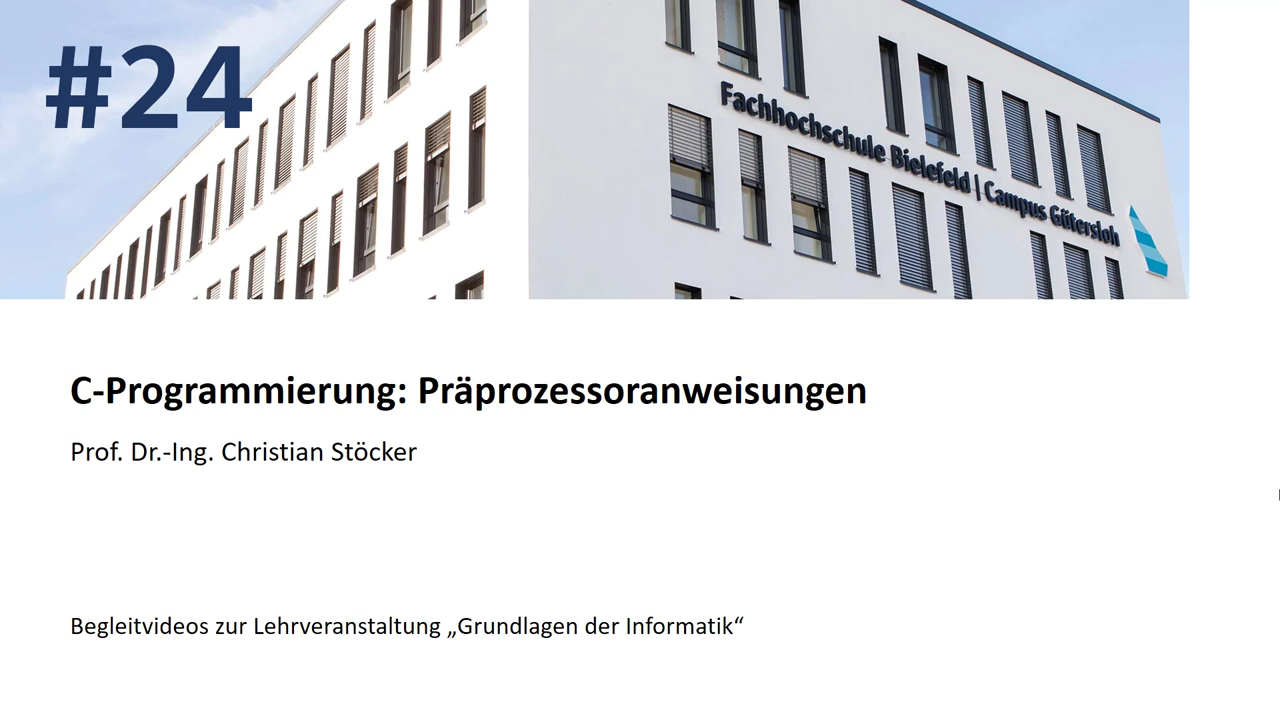 #24
Fachhochschule Bielefeld | Campus Gütersloh
C-Programmierung: Präprozessoranweisungen
Prof. Dr.-Ing. Christian Stöcker
Begleitvideos zur Lehrveranstaltung „Grundlagen der Informatik“